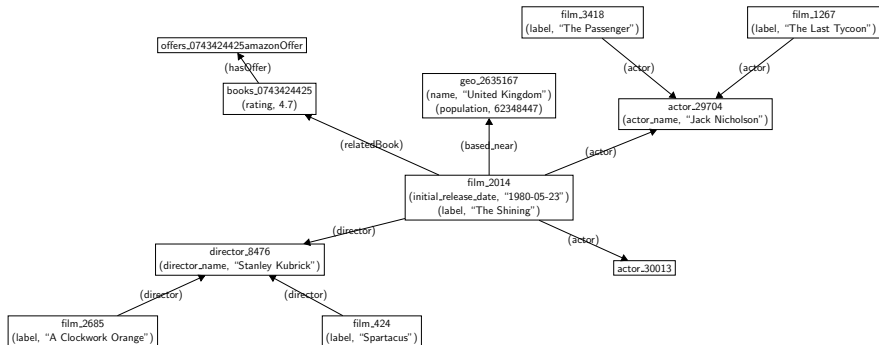 film_3418
(label, "The Passenger")
film_1267
(label, "The Last Tycoon")
offers_0743424425amazonOffer
(hasOffer)
(actor)
(actor)
geo_2635167
(name, "United Kingdom")
(population, 62348447)
books_0743424425
(rating, 4.7)
actor_29704
(actor_name, "Jack Nicholson")
(relatedBook)
(based_near)
(actor)
film_2014
(initial_release_date, "1980-05-23")
(label, "The Shining")
(director)
(actor)
director_8476
(director_name, "Stanley Kubrick")
actor_30013
(director)
(director)
film_2685
(label, "A Clockwork Orange")
film_424
(label, "Spartacus")